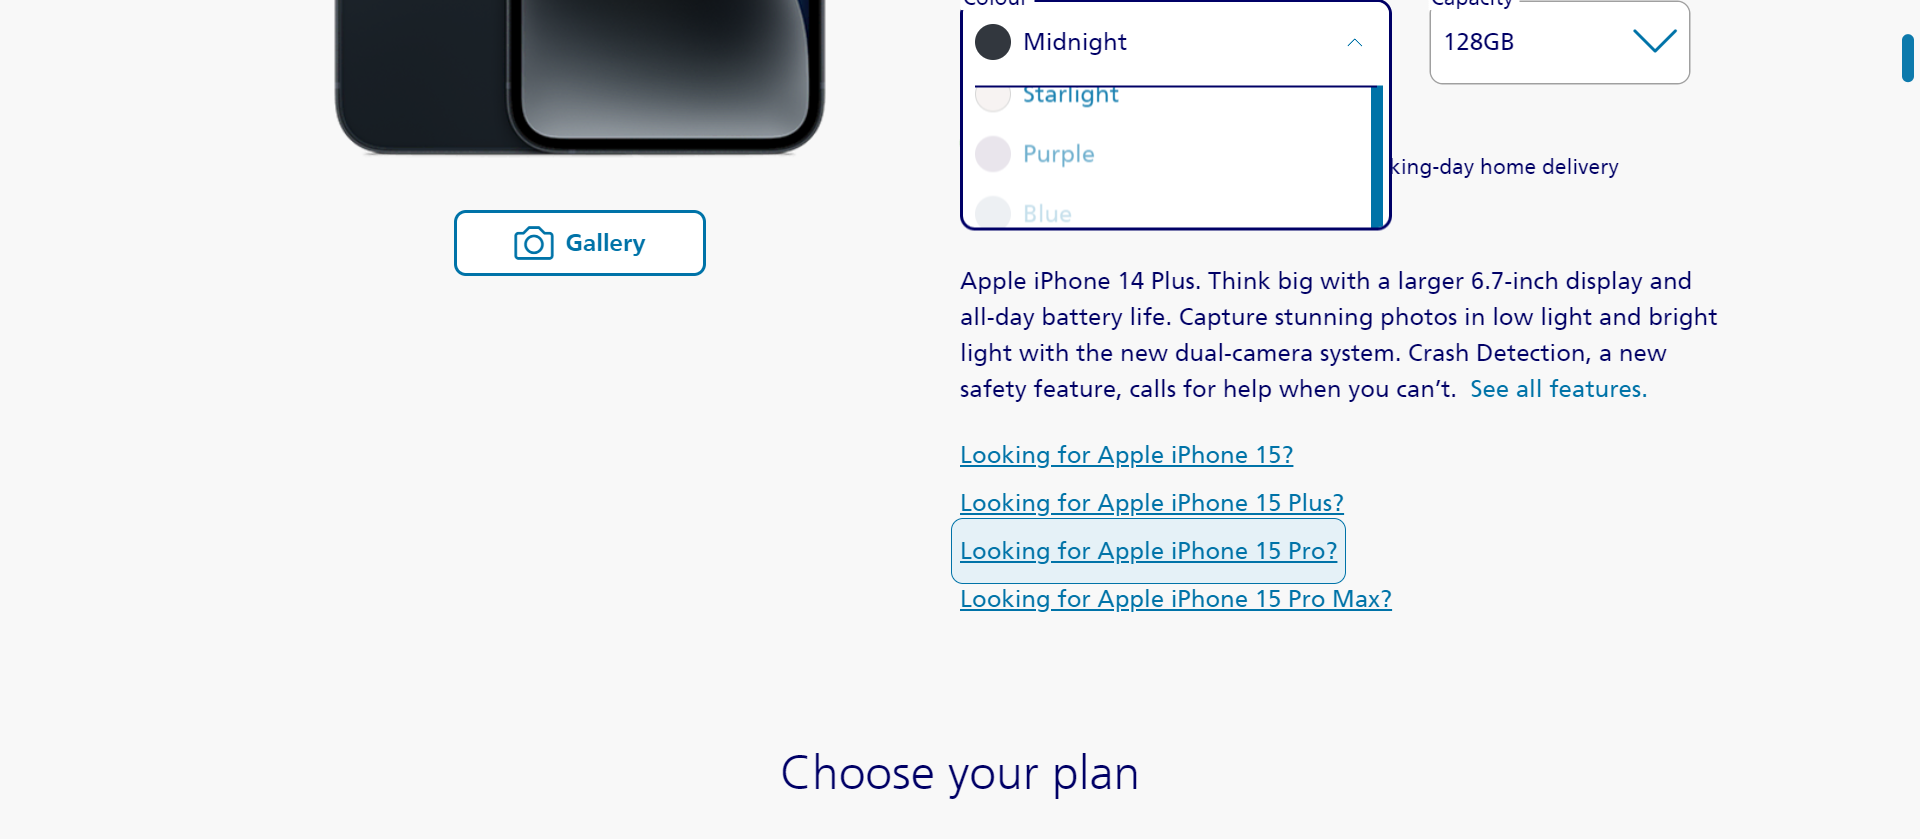 Colour
Capacity
Midnight
128GB
Starlight
Purple
king-day home delivery
Blue
Gallery
Apple iPhone 14 Plus. Think big with a larger 6.7-inch display and
all-day battery life. Capture stunning photos in low light and bright
light with the new dual-camera system. Crash Detection, a new
safety feature, calls for help when you can’t. See all features.
Looking for Apple iPhone 15?
Looking for Apple iPhone 15 Plus?
Looking for Apple iPhone 15 Pro?
Looking for Apple iPhone 15 Pro Max?
Choose your plan